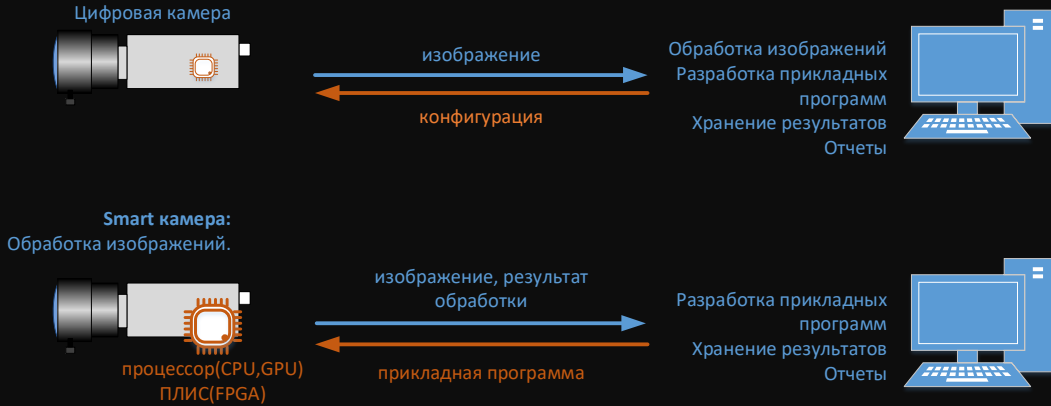 Цифровая камера
изображение
конфигурация
Обработка изображений
Разработка прикладных
программ
Хранение результатов
Отчеты
Smart камера:
Обработка изображений.
процессор(CPU,GPU)
ПЛИС(FPGA)
изображение, результат
обработки
прикладная программа
Разработка прикладных
программ
Хранение результатов
Отчеты